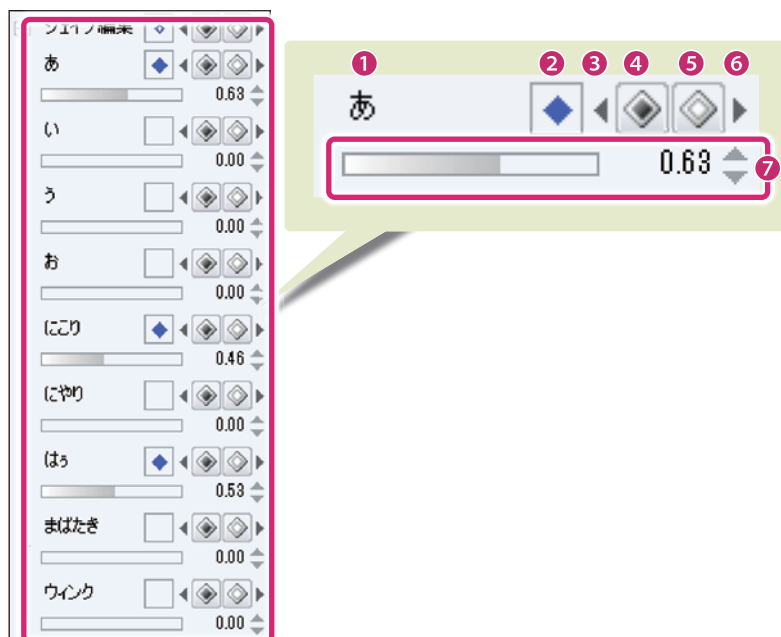 シェイプ編集
あ
0.63
い
0.00
う
0.00
お
0.00
にこり
0.46
にやり
0.00
はぅ
0.53
まばたき
0.00
ウィンク
0.00
1 2 3 4 5 6
あ
0.63 7